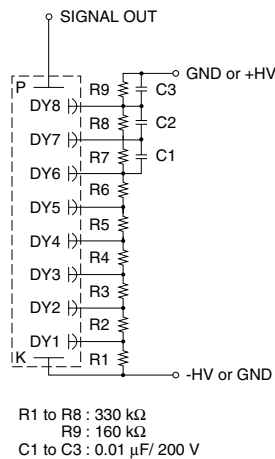 SIGNAL OUT
GND or +HV
P
R9
C3
DY8
R8
C2
DY7
R7
C1
DY6
R6
DY5
R5
DY4
R4
DY3
R3
DY2
R2
DY1
R1
K
-HV or GND
R1 to R8 : 330 kΩ
R9 : 160 kΩ
C1 to C3 : 0.01 µF/ 200 V